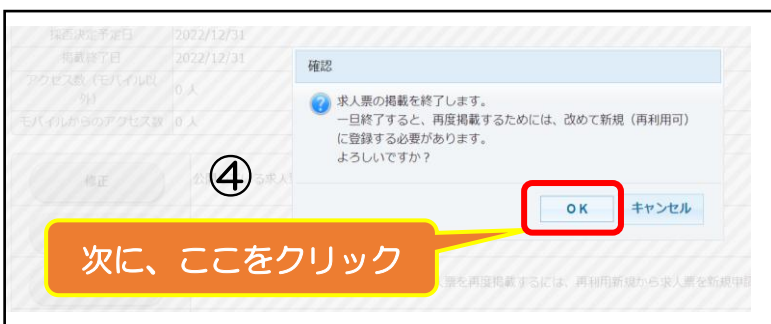 採否決定予定日 2022/12/31
掲載終了日 2022/12/31
アクセス数（モバイル以外） 0 人
モバイルからのアクセス数 0 人
確認
求人票の掲載を終了します。
一旦終了すると、再度掲載するためには、改めて新規（再利用可）
に登録する必要があります。
よろしいですか？
OK
キャンセル
修正
④
る求人
次に、ここをクリック
票を再度掲載するには、再利用新規から求人票を新規申請